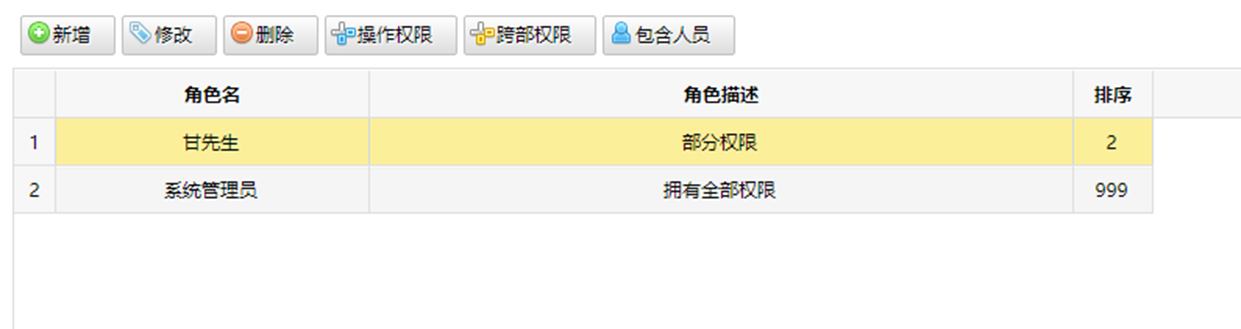 新增 修改 删除 操作权限 跨部权限 包含人员
角色名 角色描述 排序
1 甘先生 部分权限 2
2 系统管理员 拥有全部权限 999